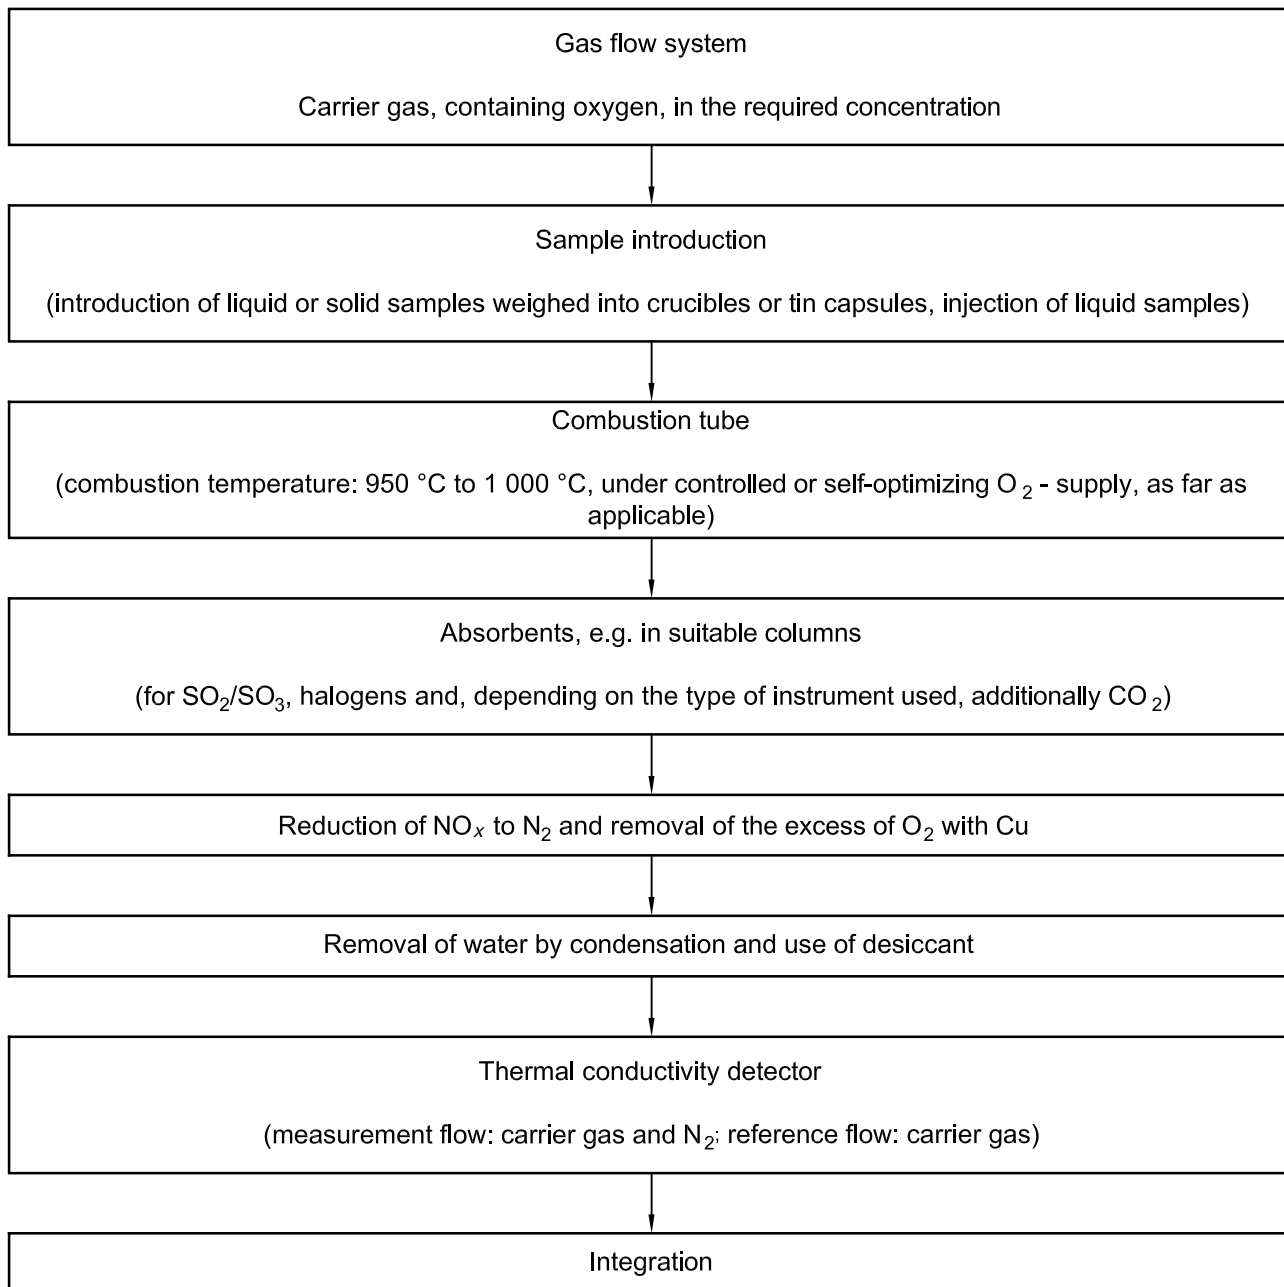 Gas flow system
Carrier gas, containing oxygen, in the required concentration
Sample introduction
(introduction of liquid or solid samples weighed into crucibles or tin capsules, injection of liquid samples)
Combustion tube
(combustion temperature: 950 °C to 1 000 °C, under controlled or self-optimizing O₂ - supply, as far as
applicable)
Absorbents, e.g. in suitable columns
(for SO₂/SO₃, halogens and, depending on the type of instrument used, additionally CO₂)
Reduction of NOₓ to N₂ and removal of the excess of O₂ with Cu
Removal of water by condensation and use of desiccant
Thermal conductivity detector
(measurement flow: carrier gas and N₂; reference flow: carrier gas)
Integration